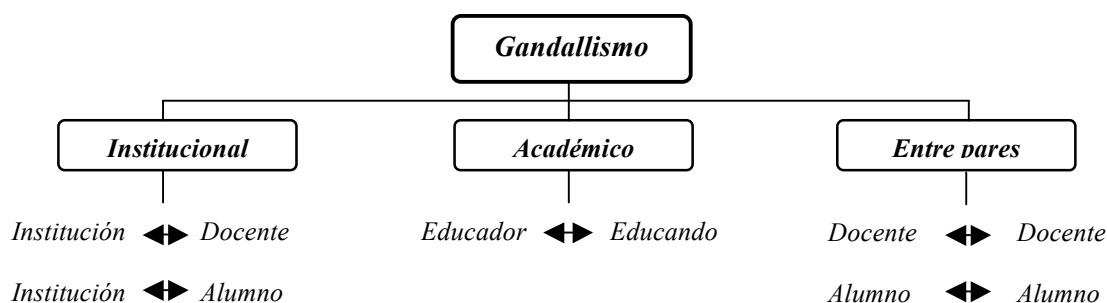 Gandallismo
Institucional
Académico
Entre pares
Institución Docente
Educador Educando
Docente Docente
Institución Alumno
Alumno Alumno